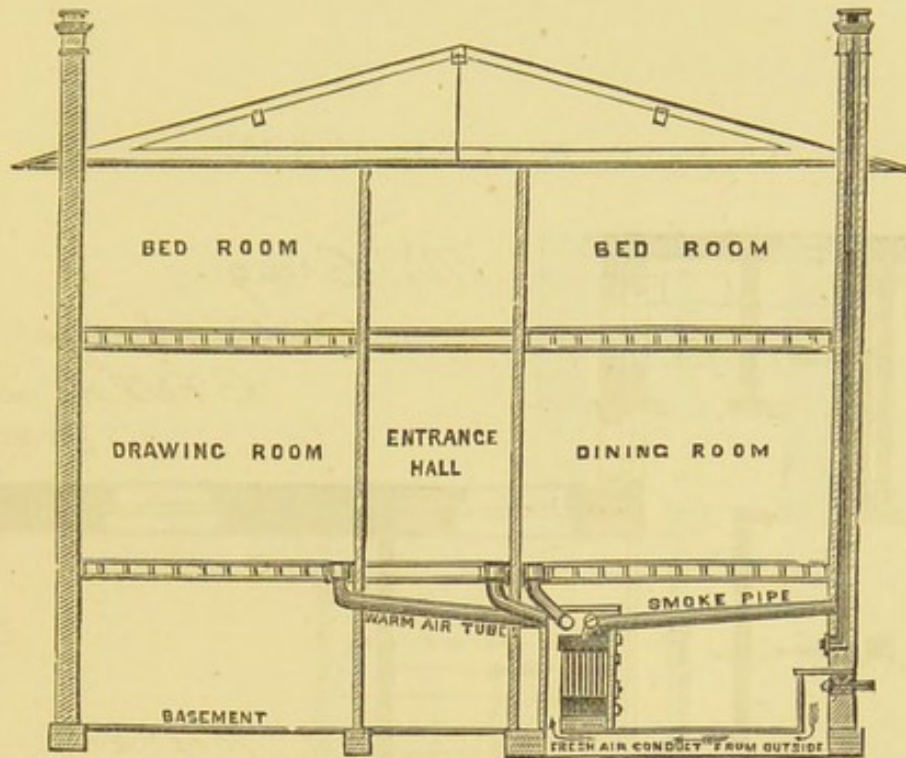 BED ROOM
BED ROOM
DRAWING ROOM
ENTRANCE
HALL
DINING ROOM
WARM AIR TUBE
SMOKE PIPE
BASEMENT
FRESH AIR CONDUCT FROM OUTSIDE